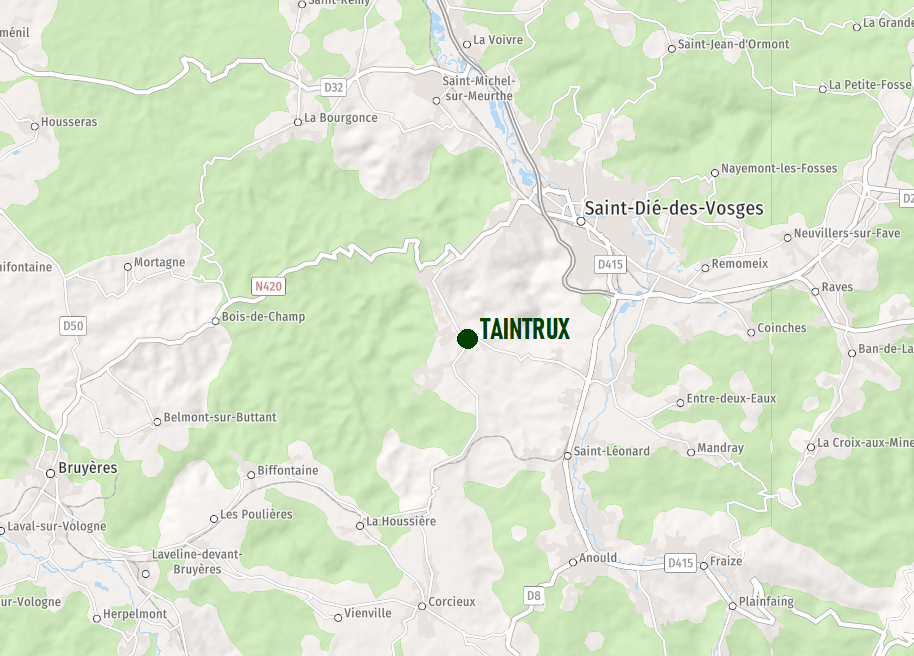 Saint-Rémy
La Grande
ménil
La Voivre
Saint-Jean-d'Ormont
Saint-Michel-
sur-Meurthe
D32
La Petite-Fosse
Housseras
La Bourgonce
Nayemont-les-Fosses
D2
Saint-Dié-des-Vosges
Neuvillers-sur-Fave
Mortagne
nifontaine
D415
Remomeix
N420
Raves
Bois-de-Champ
D50
TAINTRUX
Coinches
Ban-de-La
Entre-deux-Eaux
Belmont-sur-Buttant
La Croix-aux-Mine
Saint-Léonard
Mandray
Bruyères
Biffontaine
Les Poulières
La Houssière
Laval-sur-Vologne
Laveline-devant-
Bruyères
Anould
D415
Fraize
D8
ur-Vologne
Corcieux
Plainfaing
Herpelmont
Vienville